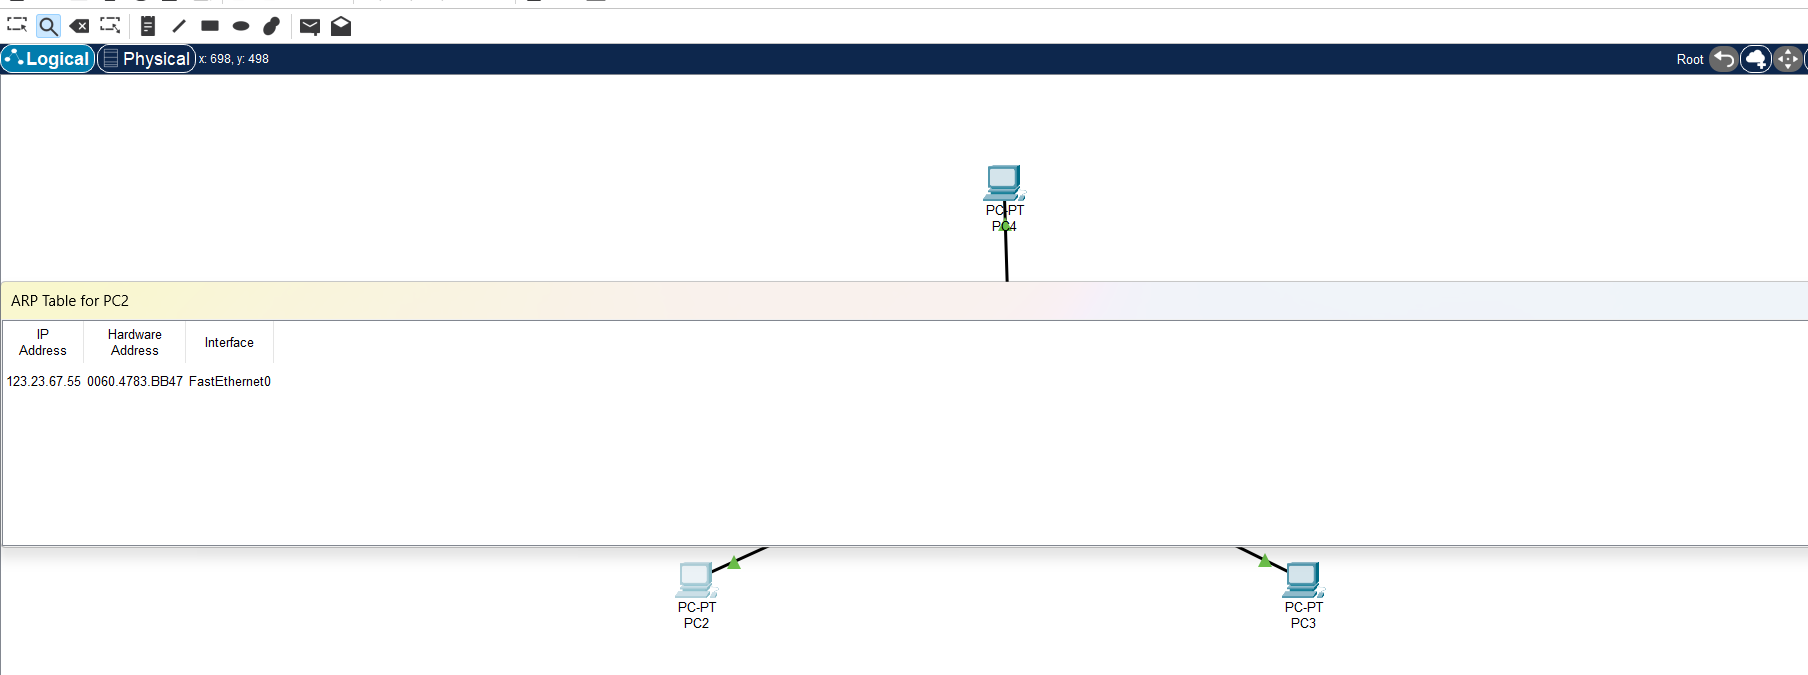 Logical Physical x: 698, y: 498 Root
PC-PT
PC4
ARP Table for PC2
IP Address Hardware Address Interface
123.23.67.55 0060.4783.BB47 FastEthernet0
PC-PT
PC2
PC-PT
PC3